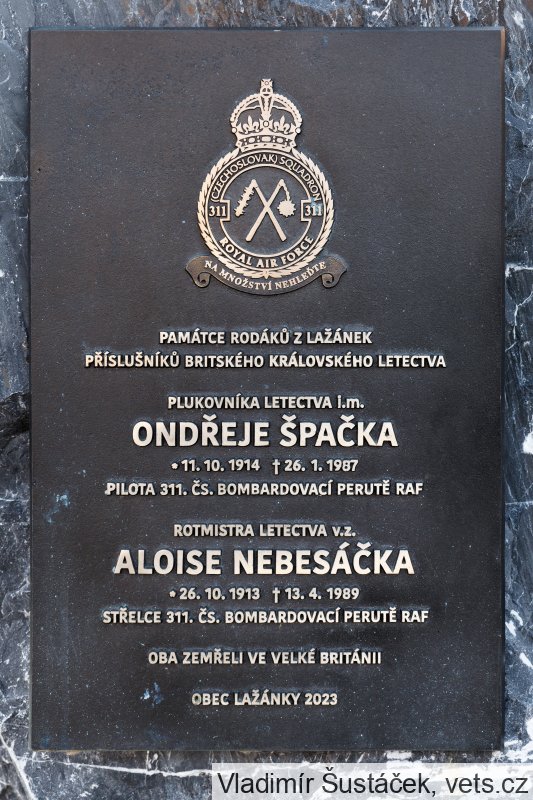 (CZECHOSLOVAK) SQUADRON
311 311
ROYAL AIR FORCE
NA MNOŽSTVÍ NEHLEĎTE
PAMÁTCE RODÁKŮ Z LAŽÁNEK
PŘÍSLUŠNÍKŮ BRITSKÉHO KRÁLOVSKÉHO LETECTVA
PLUKOVNÍKA LETECTVA i.m.
ONDŘEJE ŠPAČKA
* 11. 10. 1914 † 26. 1. 1987
PILOTA 311. ČS. BOMBARDOVACÍ PERUTĚ RAF
ROTMISTRA LETECTVA v.z.
ALOISE NEBESÁČKA
* 26. 10. 1913 † 13. 4. 1989
STŘELCE 311. ČS. BOMBARDOVACÍ PERUTĚ RAF
OBA ZEMŘELI VE VELKÉ BRITÁNII
OBEC LAŽÁNKY 2023
Vladimír Šustáček, vets.cz